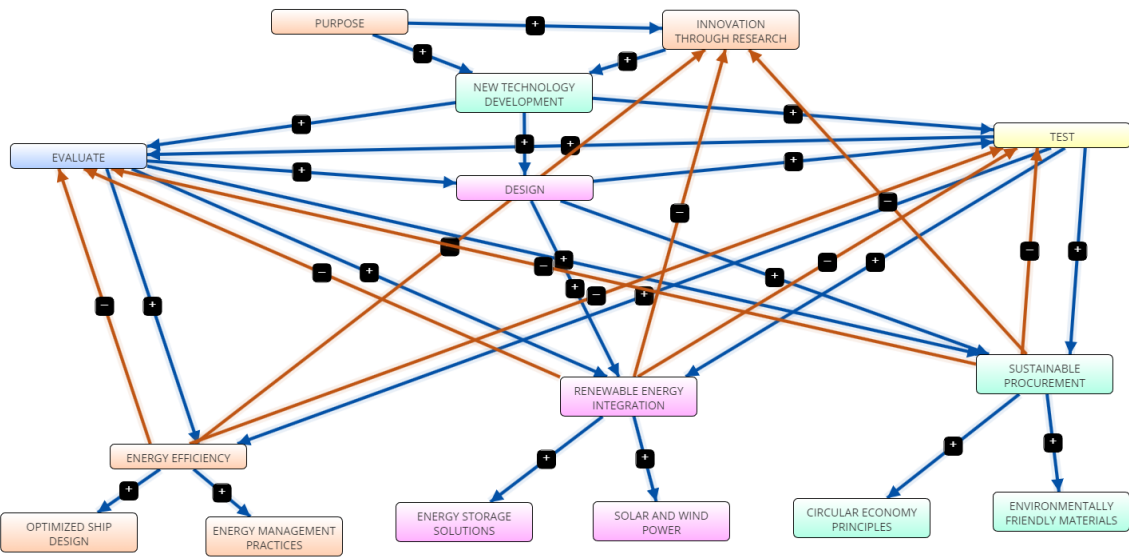 PURPOSE
INNOVATION
THROUGH RESEARCH
NEW TECHNOLOGY
DEVELOPMENT
TEST
EVALUATE
DESIGN
SUSTAINABLE
PROCUREMENT
RENEWABLE ENERGY
INTEGRATION
ENERGY EFFICIENCY
OPTIMIZED SHIP
DESIGN
ENERGY MANAGEMENT
PRACTICES
ENERGY STORAGE
SOLUTIONS
SOLAR AND WIND
POWER
CIRCULAR ECONOMY
PRINCIPLES
ENVIRONMENTALLY
FRIENDLY MATERIALS